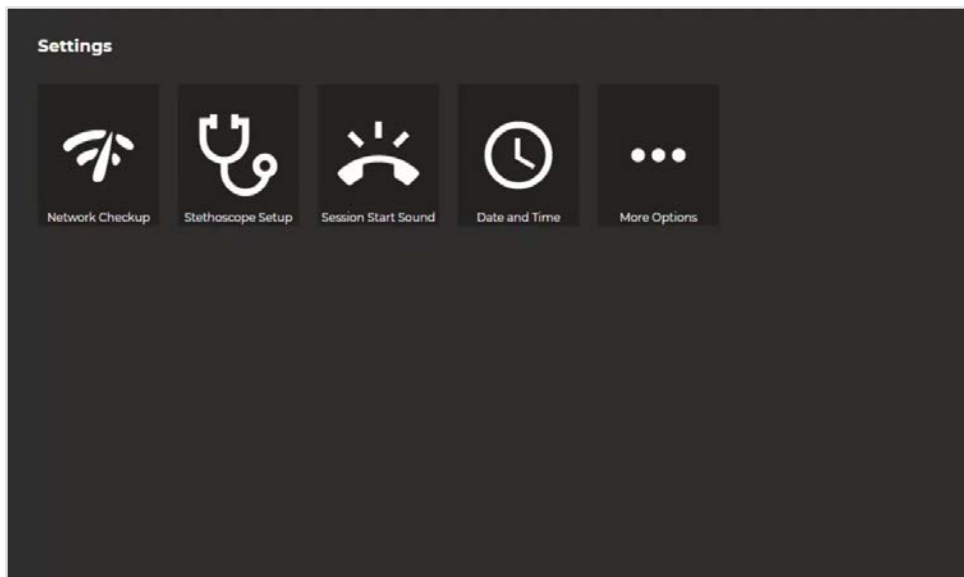 Settings
Network Checkup
Stethoscope Setup
Session Start Sound
Date and Time
More Options